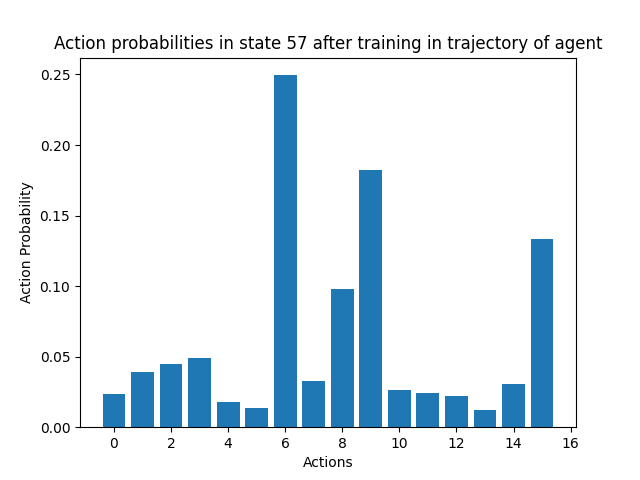 Action probabilities in state 57 after training in trajectory of agent
0.25
0.20
0.15
0.10
0.05
0.00
Action Probability
0 2 4 6 8 10 12 14 16
Actions